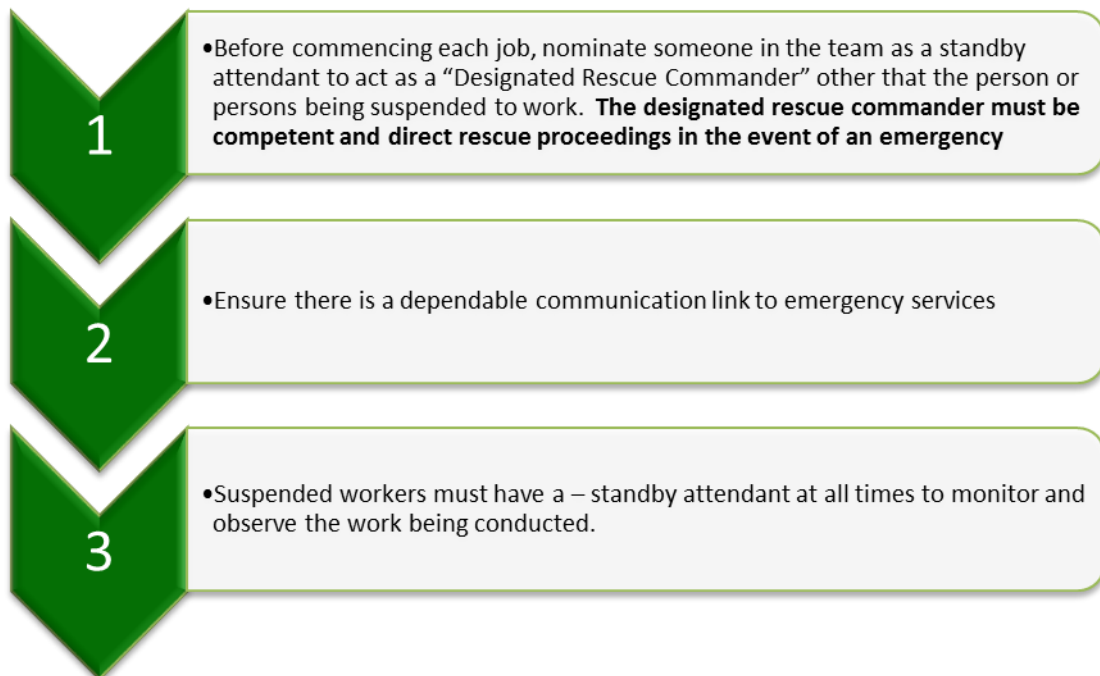 1
•Before commencing each job, nominate someone in the team as a standby
attendant to act as a “Designated Rescue Commander” other that the person or
persons being suspended to work. The designated rescue commander must be
competent and direct rescue proceedings in the event of an emergency
2
•Ensure there is a dependable communication link to emergency services
3
•Suspended workers must have a – standby attendant at all times to monitor and
observe the work being conducted.